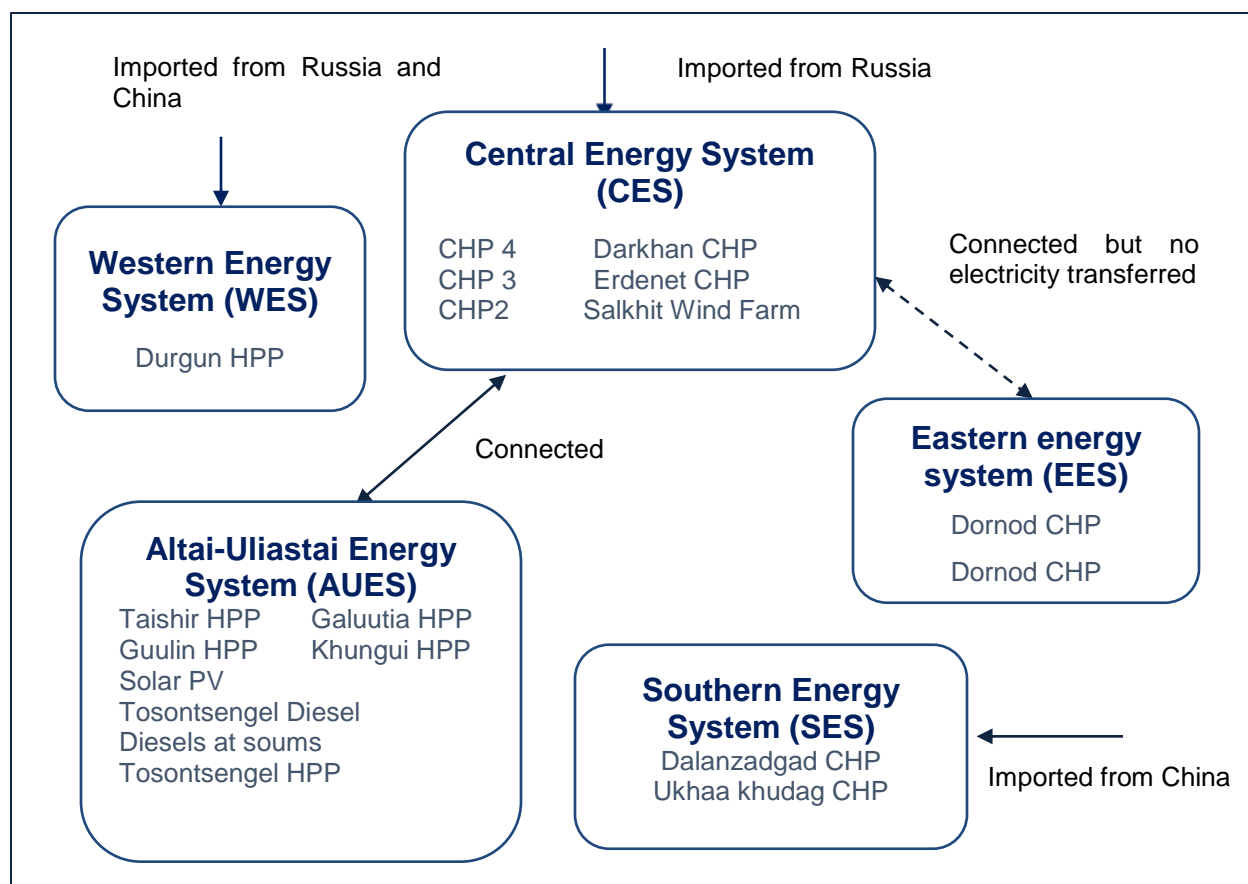 Imported from Russia and
China
Imported from Russia
Central Energy System
(CES)
CHP 4 Darkhan CHP
CHP 3 Erdenet CHP
CHP2 Salkhit Wind Farm
Western Energy
System (WES)
Durgun HPP
Connected but no
electricity transferred
Connected
Eastern energy
system (EES)
Dornod CHP
Dornod CHP
Altai-Uliastai Energy
System (AUES)
Taishir HPP Galuutia HPP
Guulin HPP Khungui HPP
Solar PV
Tosontsengel Diesel
Diesels at soums
Tosontsengel HPP
Southern Energy
System (SES)
Dalanzadgad CHP
Ukhaa khudag CHP
Imported from China